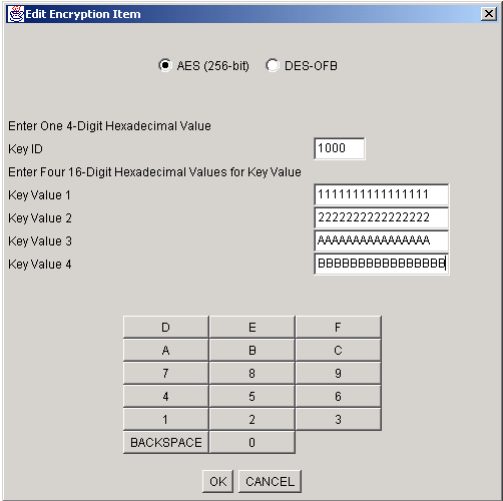 Edit Encryption Item
AES (256-bit) DES-OFB
Enter One 4-Digit Hexadecimal Value
Key ID 1000
Enter Four 16-Digit Hexadecimal Values for Key Value
Key Value 1 1111111111111111
Key Value 2 2222222222222222
Key Value 3 AAAAAAAAAAAAAAAA
Key Value 4 BBBBBBBBBBBBBBBB
D E F
A B C
7 8 9
4 5 6
1 2 3
BACKSPACE 0
OK CANCEL